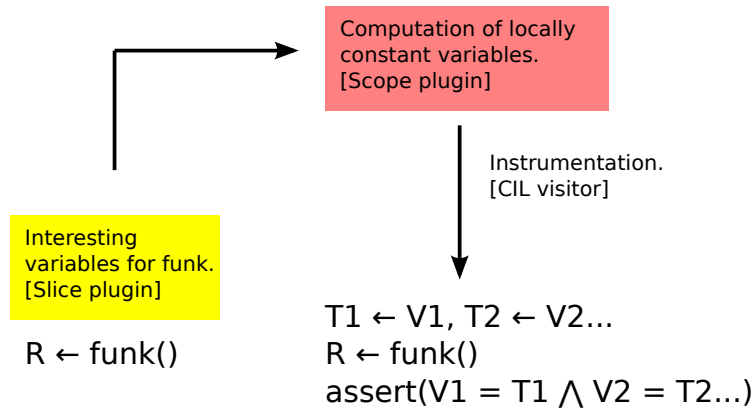 Computation of locally
constant variables.
[Scope plugin]
Instrumentation.
[CIL visitor]
Interesting
variables for funk.
[Slice plugin]
R ← funk()
T1 ← V1, T2 ← V2...
R ← funk()
assert(V1 = T1 ⋀ V2 = T2...)